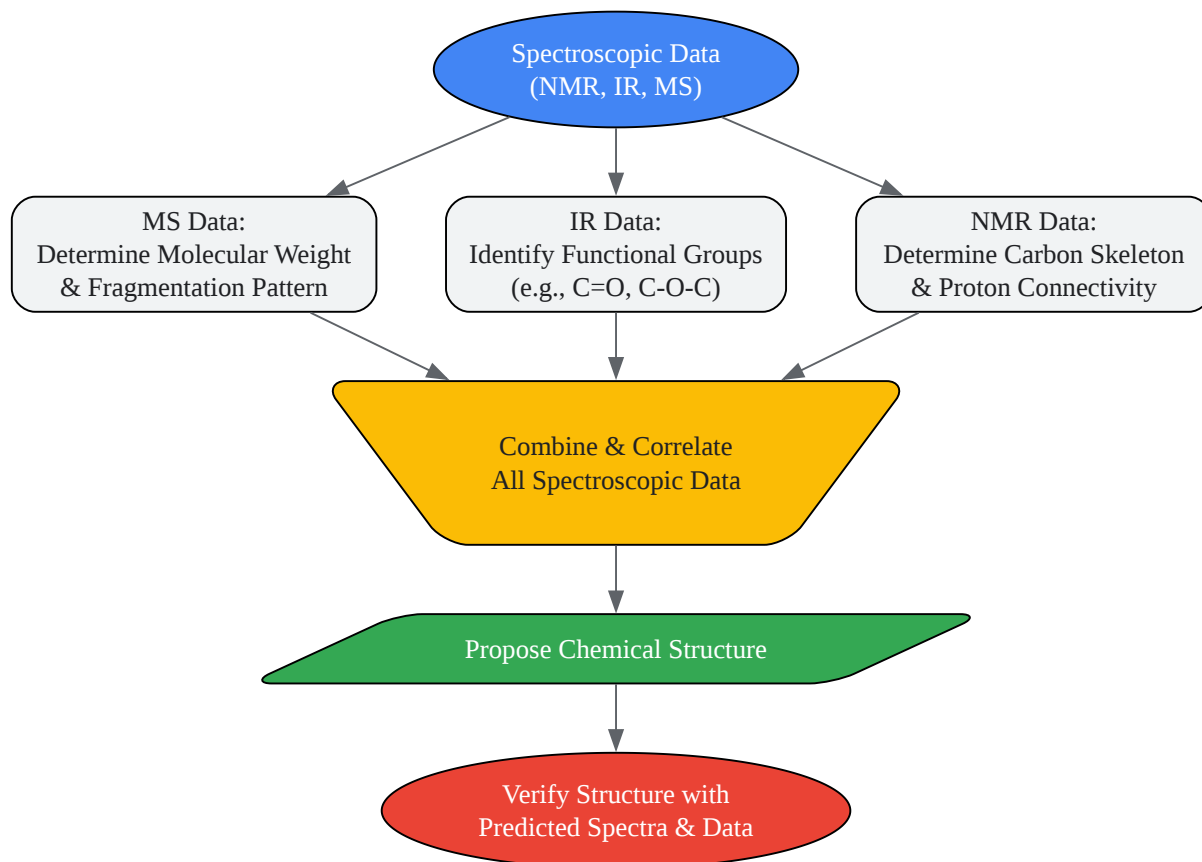 Spectroscopic Data
(NMR, IR, MS)
MS Data:
Determine Molecular Weight
& Fragmentation Pattern
IR Data:
Identify Functional Groups
(e.g., C=O, C-O-C)
NMR Data:
Determine Carbon Skeleton
& Proton Connectivity
Combine & Correlate
All Spectroscopic Data
Propose Chemical Structure
Verify Structure with
Predicted Spectra & Data